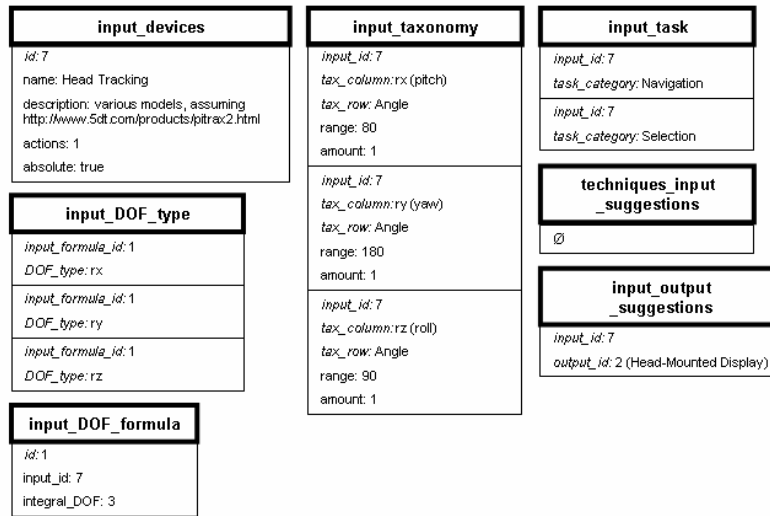 input_devices
id: 7
name: Head Tracking
description: various models, assuming
http://www.5dt.com/products/pitrax2.html
actions: 1
absolute: true
input_DOF_type
input_formula_id: 1
DOF_type: rx
input_formula_id: 1
DOF_type: ry
input_formula_id: 1
DOF_type: rz
input_DOF_formula
id: 1
input_id: 7
integral_DOF: 3
input_taxonomy
input_id: 7
tax_column: rx (pitch)
tax_row: Angle
range: 80
amount: 1
input_id: 7
tax_column: ry (yaw)
tax_row: Angle
range: 180
amount: 1
input_id: 7
tax_column: rz (roll)
tax_row: Angle
range: 90
amount: 1
input_task
input_id: 7
task_category: Navigation
input_id: 7
task_category: Selection
techniques_input
_suggestions
Ø
input_output
_suggestions
input_id: 7
output_id: 2 (Head-Mounted Display)